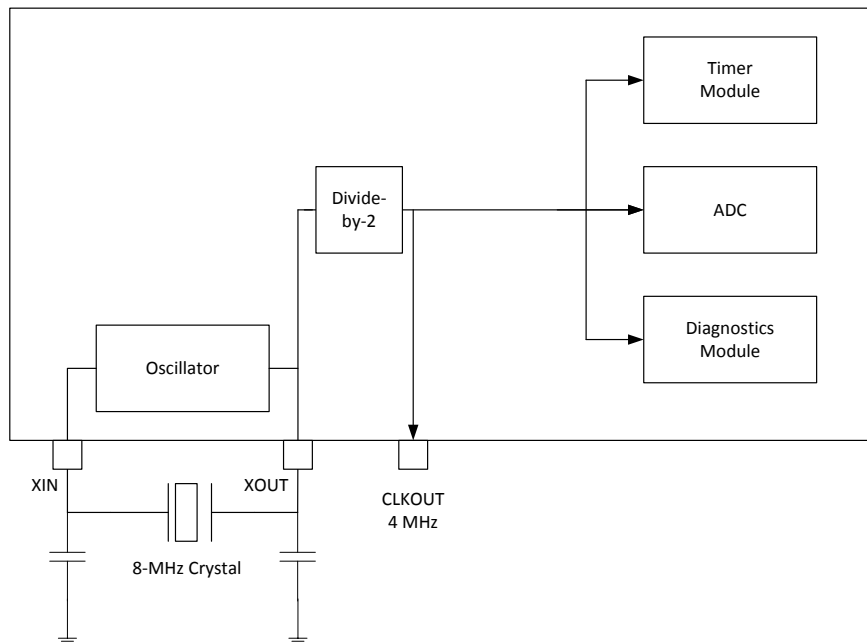 Timer
Module
Divide-
by-2
ADC
Oscillator
Diagnostics
Module
XIN
XOUT
CLKOUT
4 MHz
8-MHz Crystal